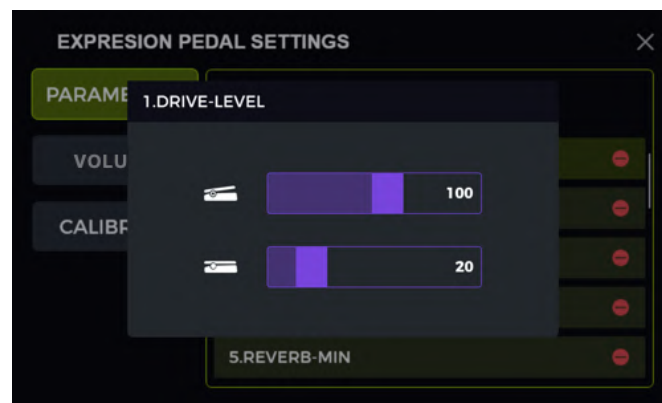 EXPRESION PEDAL SETTINGS
PARAME
1.DRIVE-LEVEL
VOLU
100
CALIBR
20
5.REVERB-MIN